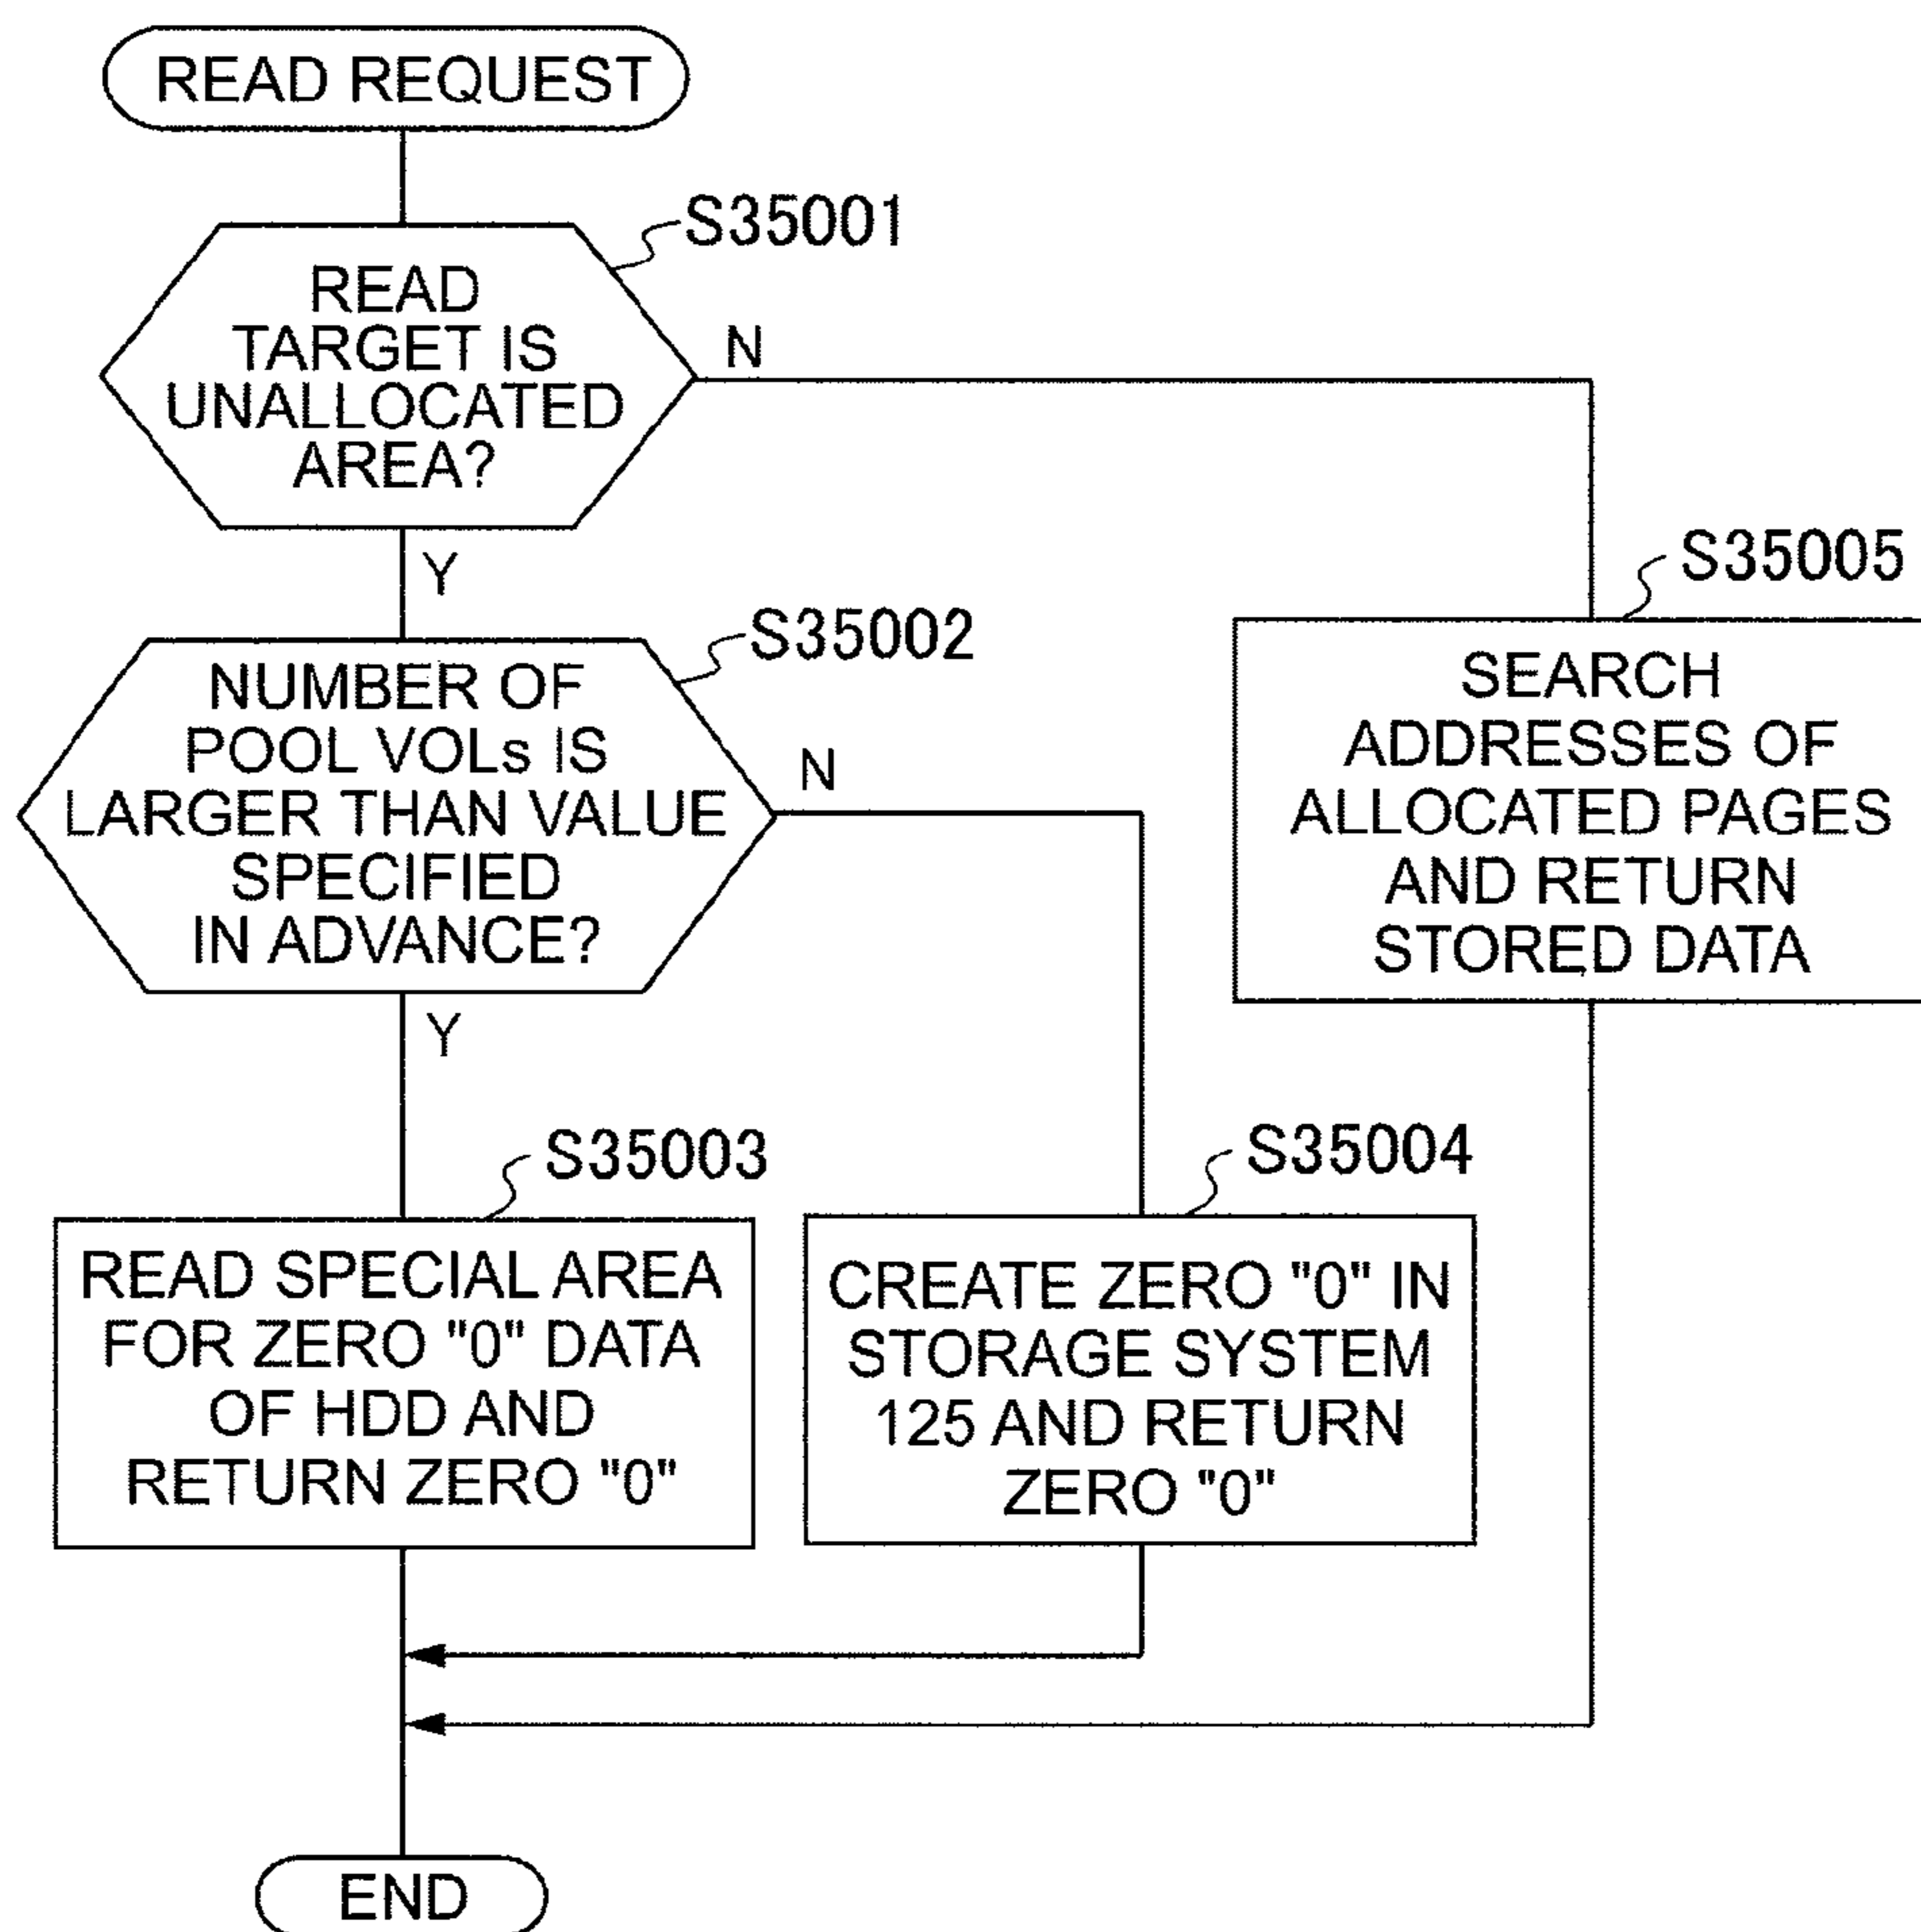 READ REQUEST
S35001
READ
TARGET IS
UNALLOCATED
AREA?
N
Y
S35002
NUMBER OF
POOL VOLs IS
LARGER THAN VALUE
SPECIFIED
IN ADVANCE?
N
Y
S35005
SEARCH
ADDRESSES OF
ALLOCATED PAGES
AND RETURN
STORED DATA
S35003
READ SPECIAL AREA
FOR ZERO "0" DATA
OF HDD AND
RETURN ZERO "0"
S35004
CREATE ZERO "0" IN
STORAGE SYSTEM
125 AND RETURN
ZERO "0"
END